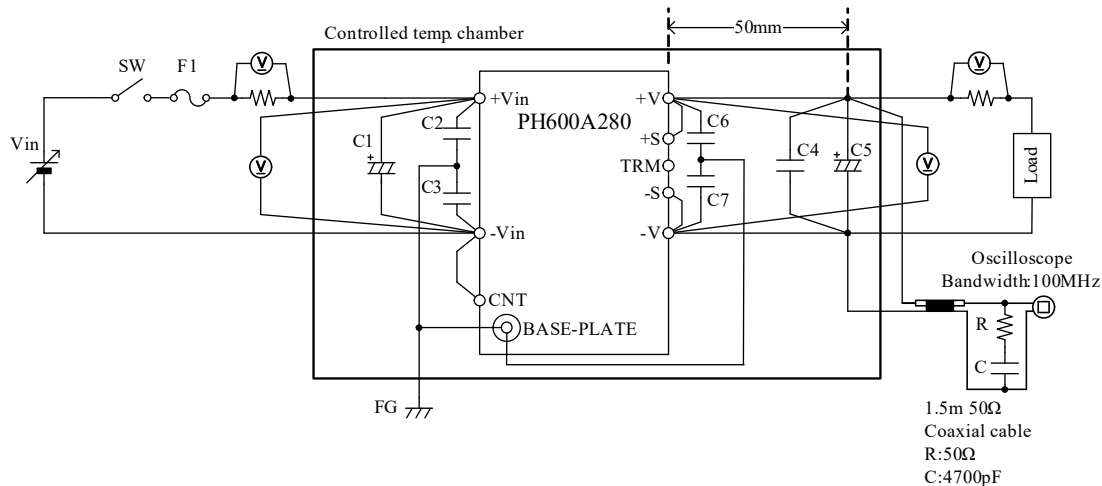 50mm
Controlled temp. chamber
SW
F1
V
V
+Vin
+V
C2
C6
PH600A280
Vin
C1
+
V
+S
C4
+
C5
V
TRM
Load
C3
-S
C7
-Vin
-V
Oscilloscope
Bandwidth:100MHz
CNT
BASE-PLATE
R
C
FG
1.5m 50Ω
Coaxial cable
R:50Ω
C:4700pF